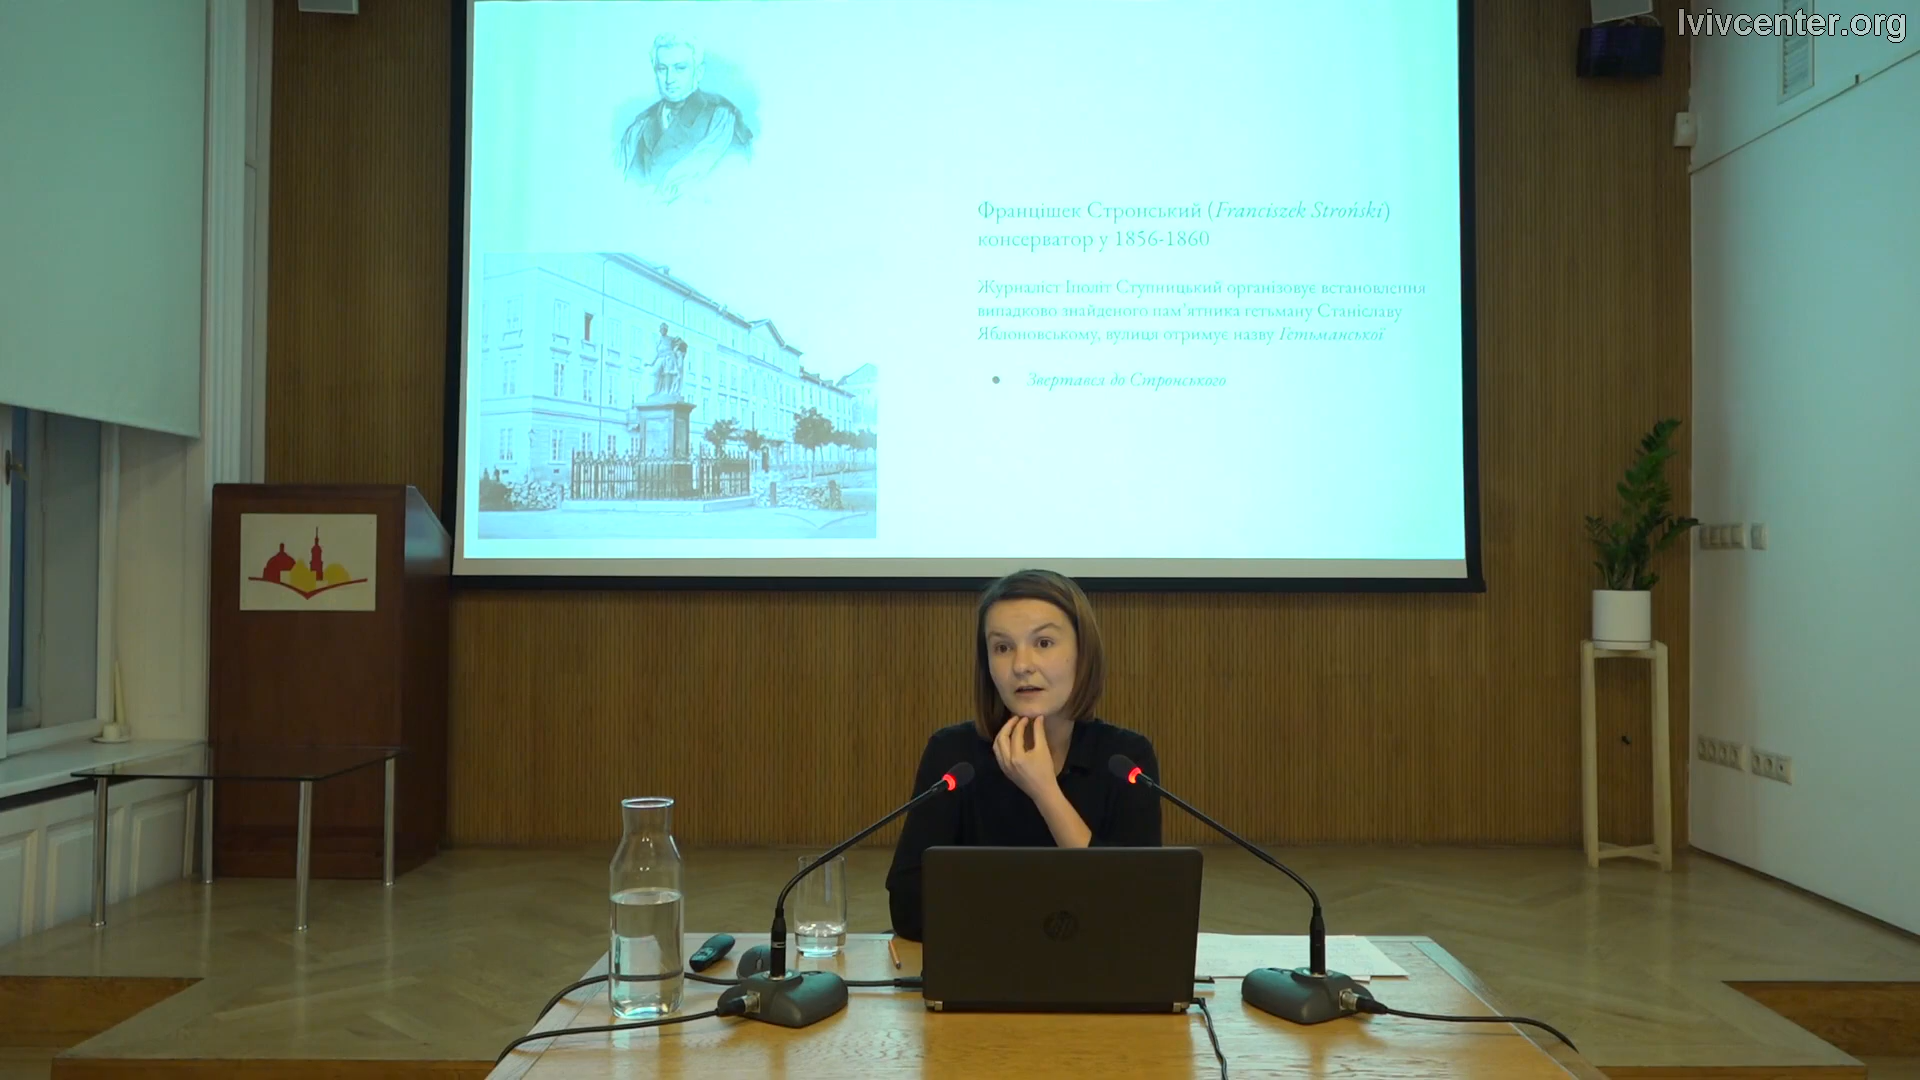 lvivcenter.org
Францішек Стронський (Franciszek Stroński)
консерватор у 1856-1860
Журналіст Іполіт Ступницький організовує встановлення
випадково знайденого пам'ятника гетьману Станіславу
Яблоновському, вулиця отримує назву Гетьманської
• Звертався до Стронського
hp